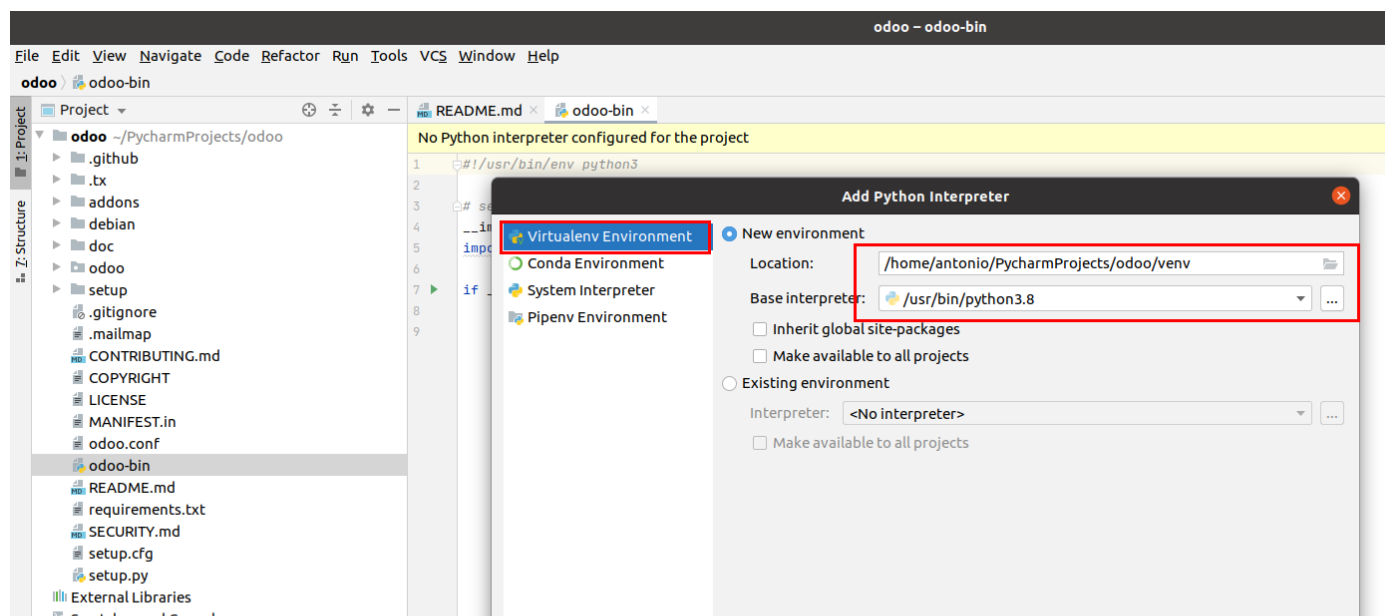 odoo – odoo-bin
File Edit View Navigate Code Refactor Run Tools VCS Window Help
odoo odoo-bin
1: Project
7: Structure
Project
odoo ~/PycharmProjects/odoo
.github
.tx
addons
debian
doc
odoo
setup
.gitignore
.mailmap
CONTRIBUTING.md
COPYRIGHT
LICENSE
MANIFEST.in
odoo.conf
odoo-bin
README.md
requirements.txt
SECURITY.md
setup.cfg
setup.py
External Libraries
README.md odoo-bin
No Python interpreter configured for the project
1 #!/usr/bin/env python3
2
3 # se
4 __im
5 impo
6
7 if _
8
9
Add Python Interpreter
Virtualenv Environment
Conda Environment
System Interpreter
Pipenv Environment
New environment
Location: /home/antonio/PycharmProjects/odoo/venv
Base interpreter: /usr/bin/python3.8 ...
Inherit global site-packages
Make available to all projects
Existing environment
Interpreter: <No interpreter> ...
Make available to all projects